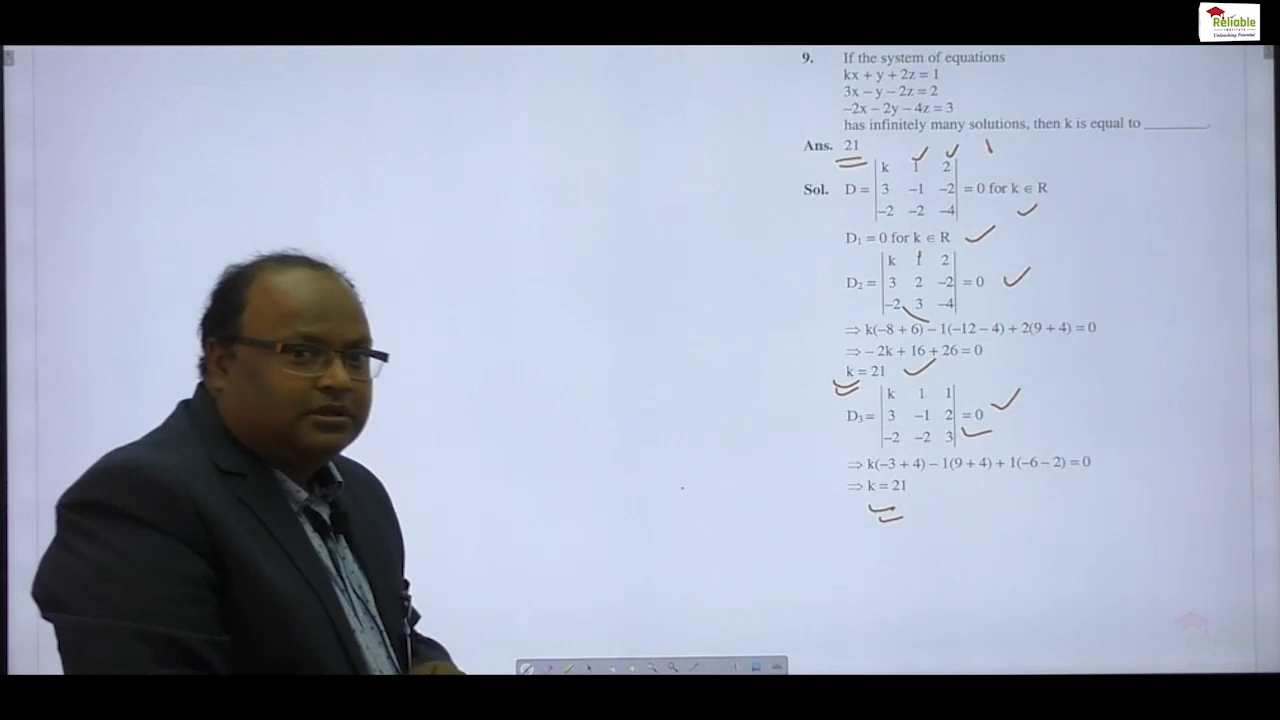 Reliable
INSTITUTE
Unleashing Potential
9. If the system of equations
kx + y + 2z = 1
3x – y – 2z = 2
–2x – 2y – 4z = 3
has infinitely many solutions, then k is equal to ________.
Ans. 21
Sol. D = | k 1 2 |
| 3 –1 –2 | = 0 for k ∈ R
| –2 –2 –4 |
D₁ = 0 for k ∈ R
D₂ = | k 1 2 |
| 3 2 –2 | = 0
| –2 3 –4 |
⇒ k(–8 + 6) – 1(–12 – 4) + 2(9 + 4) = 0
⇒ – 2k + 16 + 26 = 0
k = 21
D₃ = | k 1 1 |
| 3 –1 2 | = 0
| –2 –2 3 |
⇒ k(–3 + 4) – 1(9 + 4) + 1(–6 – 2) = 0
⇒ k = 21